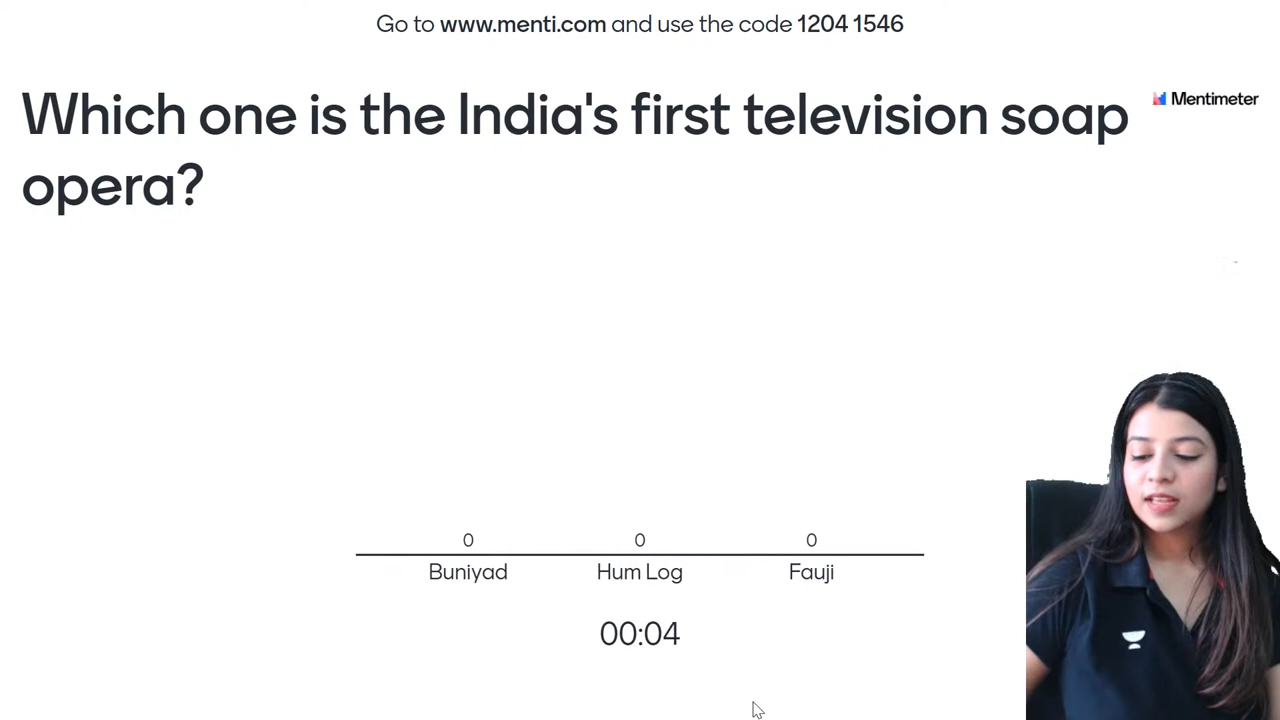 Go to www.menti.com and use the code 1204 1546
Which one is the India's first television soap
opera?
Mentimeter
0
0
0
Buniyad
Hum Log
Fauji
00:04